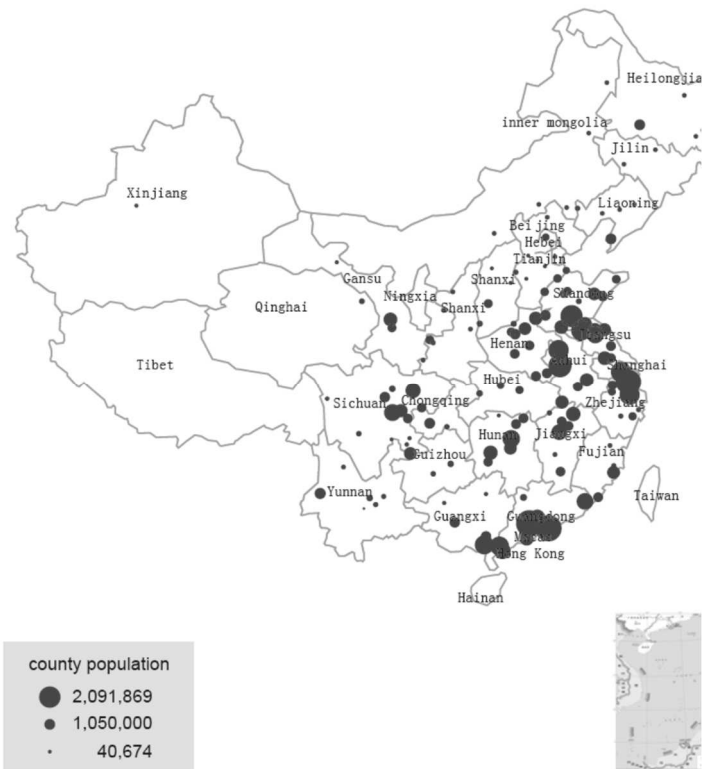 Heilongjia
inner mongolia
Jilin
Xinjiang
Liaoning
Beijing
Hebei
Tianjin
Gansu
Shanxi
Ningxia
Shanxi
Shandong
Qinghai
Henan
Tibet
Shanghai
Hubei
Sichuan
Chongqing
Zhejiang
Hunan
Jiangxi
Guizhou
Fujian
Yunnan
Taiwan
Guangxi
Guangdong
Hong Kong
Hainan
county population
2,091,869
1,050,000
40,674